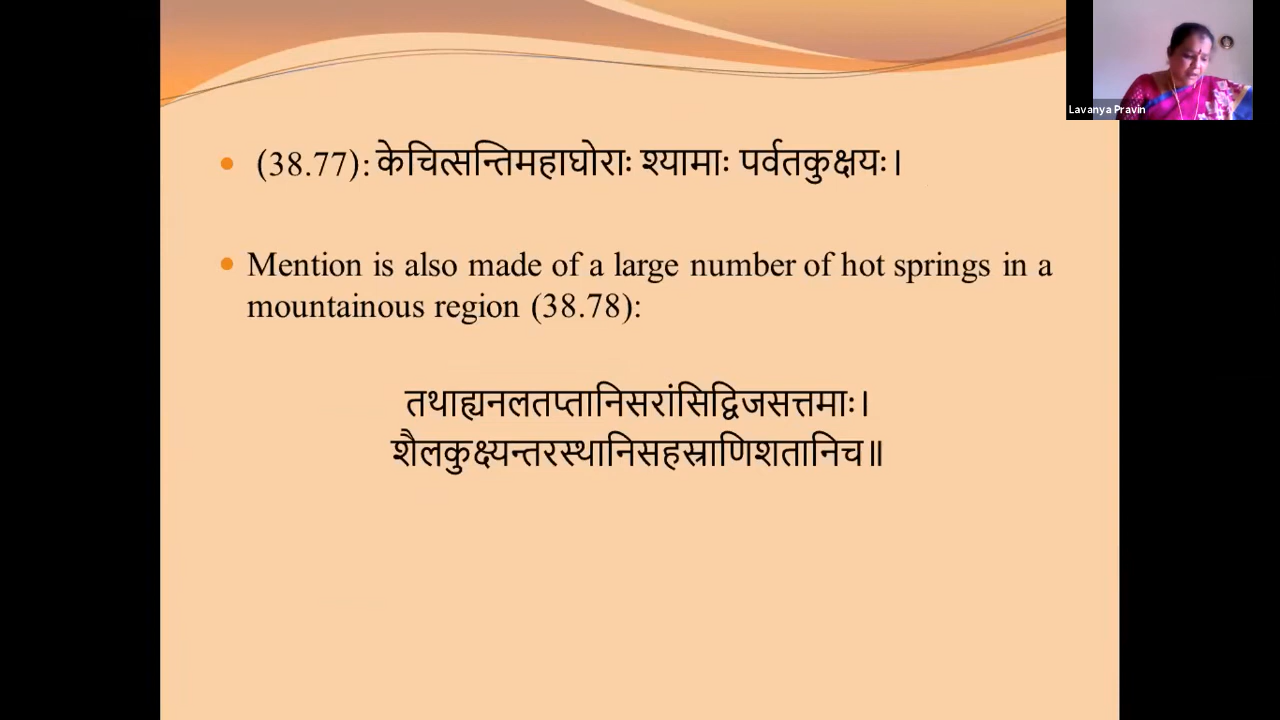 Lavanya Pravin
• (38.77): केचित्सन्तिमहाघोराः श्यामाः पर्वतकुक्षयः।
• Mention is also made of a large number of hot springs in a
mountainous region (38.78):
तथाह्यनलतप्तानिसरांसिद्विजसत्तमाः।
शैलकुक्ष्यन्तरस्थानिसहस्राणिशतानिच॥